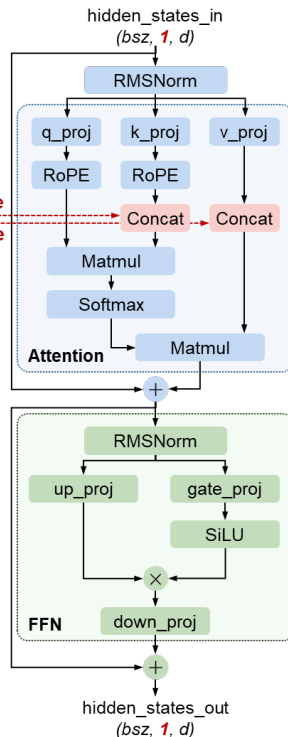 hidden_states_in
(bsz, 1, d)
RMSNorm
q_proj k_proj v_proj
RoPE RoPE
Concat Concat
Matmul
Softmax
Matmul
Attention
+
RMSNorm
up_proj gate_proj
SiLU
×
down_proj
FFN
+
hidden_states_out
(bsz, 1, d)